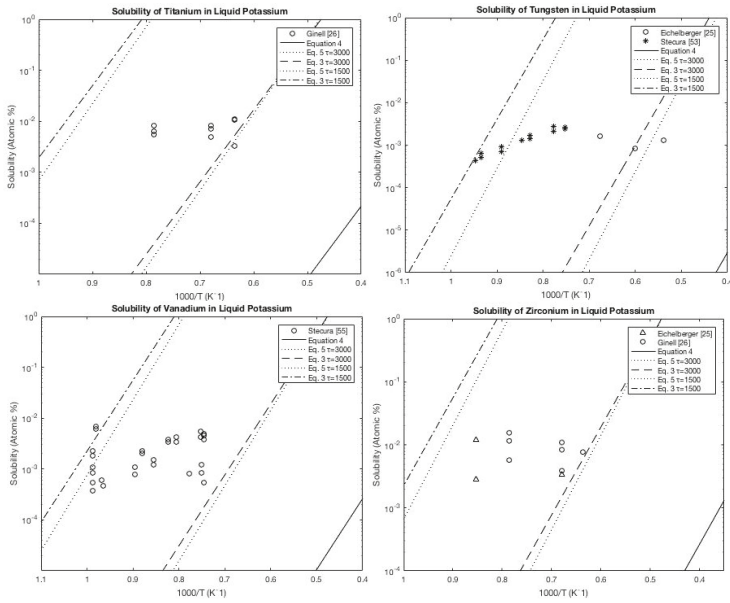 Solubility of Titanium in Liquid Potassium
Ginell [26]
Equation 4
Eq. 5 τ=3000
Eq. 3 τ=3000
Eq. 5 τ=1500
Eq. 3 τ=1500
Solubility (Atomic %)
10^0
10^-1
10^-2
10^-3
10^-4
1
0.9
0.8
0.7
0.6
0.5
0.4
1000/T (K^-1)
Solubility of Tungsten in Liquid Potassium
Eichelberger [25]
Stecura [53]
Equation 4
Eq. 5 τ=3000
Eq. 3 τ=3000
Eq. 5 τ=1500
Eq. 3 τ=1500
Solubility (Atomic %)
10^0
10^-1
10^-2
10^-3
10^-4
10^-5
10^-6
1.1
1
0.9
0.8
0.7
0.6
0.5
0.4
1000/T (K^-1)
Solubility of Vanadium in Liquid Potassium
Stecura [55]
Equation 4
Eq. 5 τ=3000
Eq. 3 τ=3000
Eq. 5 τ=1500
Eq. 3 τ=1500
Solubility (Atomic %)
10^0
10^-1
10^-2
10^-3
10^-4
1.1
1
0.9
0.8
0.7
0.6
0.5
0.4
1000/T (K^-1)
Solubility of Zirconium in Liquid Potassium
Eichelberger [25]
Ginell [26]
Equation 4
Eq. 5 τ=3000
Eq. 3 τ=3000
Eq. 5 τ=1500
Eq. 3 τ=1500
Solubility (Atomic %)
10^0
10^-1
10^-2
10^-3
10^-4
1
0.9
0.8
0.7
0.6
0.5
0.4
1000/T (K^-1)